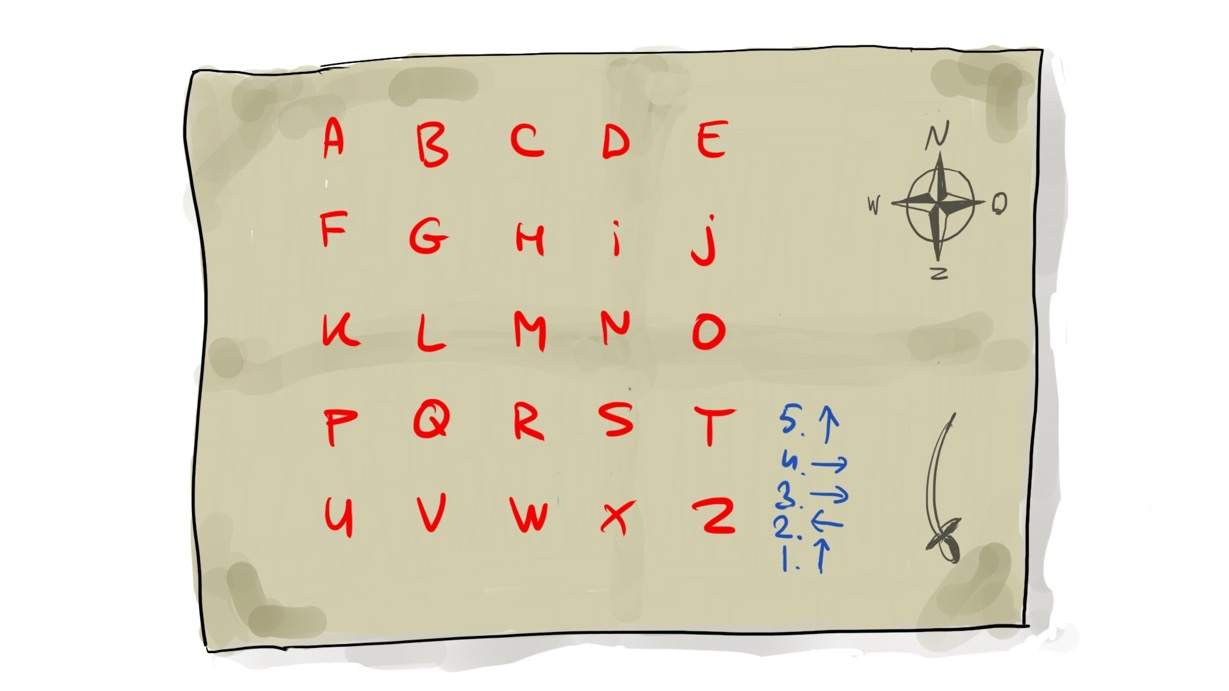 A B C D E
F G H i j
K L M N O
P Q R S T
U V W X Z
N
W O
Z
5. ↑
4. →
3. →
2. ←
1. ↑